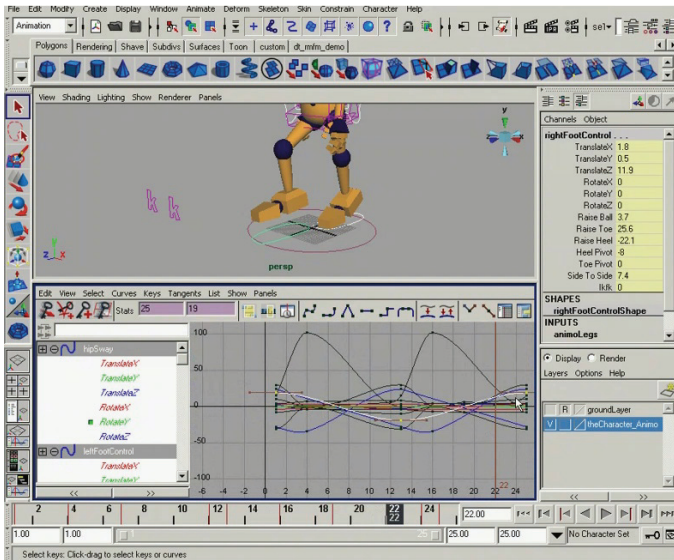 File Edit Modify Create Display Window Animate Deform Skeleton Skin Constrain Character Help
Animation
sel
Polygons Rendering Shave Subdivs Surfaces Toon custom dt_rmfm_demo
View Shading Lighting Show Renderer Panels
y
z x
persp
Channels Object
rightFootControl . . .
TranslateX 1.8
TranslateY 0.5
TranslateZ 11.9
RotateX 0
RotateY 0
RotateZ 0
Raise Ball 3.7
Raise Toe 25.6
Raise Heel -22.1
Heel Pivot -8
Toe Pivot 0
Side To Side 7.4
Ikfk 0
SHAPES
rightFootControlShape
INPUTS
animoLegs
Edit View Select Curves Keys Tangents List Show Panels
Stats 25 19
hipSway
TranslateX
TranslateY
TranslateZ
RotateX
RotateY
RotateZ
leftFootControl
TranslateX
TranslateY
<< >>
100
50
0
-50
-100
-6 -4 -2 0 2 4 6 8 10 12 14 16 18 20 22 24
22
Display Render
Layers Options Help
R groundLayer
V theCharacter_Animo
<< >>
2 4 6 8 10 12 14 16 18 20 22 24
22
22.00
1.00 1.00 25 25.00 25.00 No Character Set
Select keys: Click-drag to select keys or curves